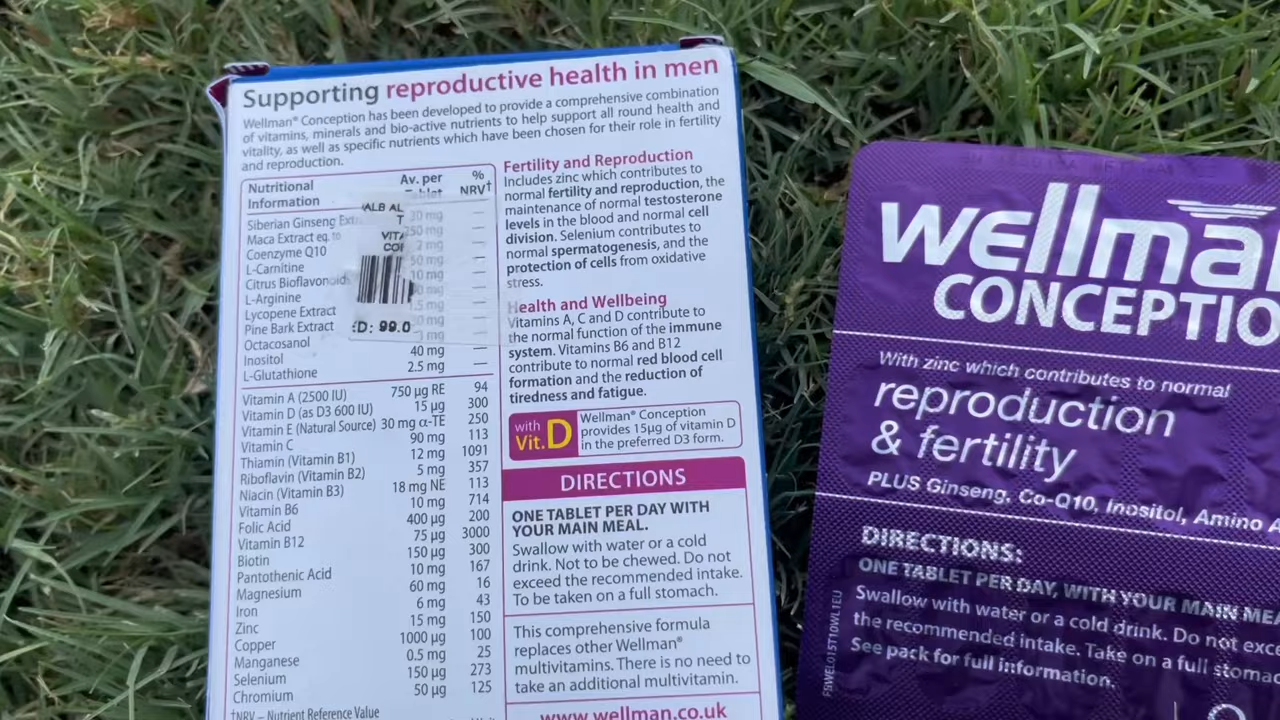 Supporting reproductive health in men
Wellman® Conception has been developed to provide a comprehensive combination
of vitamins, minerals and bio-active nutrients to help support all round health and
vitality, as well as specific nutrients which have been chosen for their role in fertility
and reproduction.
Nutritional Information Av. per % NRV†
Siberian Ginseng 20 mg —
Maca Extract eq. to —
Coenzyme Q10 2 mg —
L-Carnitine —
Citrus Bioflavonoids 10 mg —
L-Arginine —
Lycopene Extract —
Pine Bark Extract —
Octacosanol
Inositol 40 mg —
L-Glutathione 2.5 mg —
Vitamin A (2500 IU) 750 µg RE 94
Vitamin D (as D3 600 IU) 15 µg 300
Vitamin E (Natural Source) 30 mg α-TE 250
Vitamin C 90 mg 113
Thiamin (Vitamin B1) 12 mg 1091
Riboflavin (Vitamin B2) 5 mg 357
Niacin (Vitamin B3) 18 mg NE 113
Vitamin B6 10 mg 714
Folic Acid 400 µg 200
Vitamin B12 75 µg 3000
Biotin 150 µg 300
Pantothenic Acid 10 mg 167
Magnesium 60 mg 16
Iron 6 mg 43
Zinc 15 mg 150
Copper 1000 µg 100
Manganese 0.5 mg 25
Selenium 150 µg 273
Chromium 50 µg 125
†NRV – Nutrient Reference Value
ALB AL
VITA
COI
:D: 99.0
Fertility and Reproduction
Includes zinc which contributes to
normal fertility and reproduction, the
maintenance of normal testosterone
levels in the blood and normal cell
division. Selenium contributes to
normal spermatogenesis, and the
protection of cells from oxidative
stress.
Health and Wellbeing
Vitamins A, C and D contribute to
the normal function of the immune
system. Vitamins B6 and B12
contribute to normal red blood cell
formation and the reduction of
tiredness and fatigue.
with
Vit.D
Wellman® Conception
provides 15µg of vitamin D
in the preferred D3 form.
DIRECTIONS
ONE TABLET PER DAY WITH
YOUR MAIN MEAL.
Swallow with water or a cold
drink. Not to be chewed. Do not
exceed the recommended intake.
To be taken on a full stomach.
This comprehensive formula
replaces other Wellman®
multivitamins. There is no need to
take an additional multivitamin.
www.wellman.co.uk
wellma
CONCEPTIO
With zinc which contributes to normal
reproduction
& fertility
PLUS Ginseng, Co-Q10, Inositol, Amino A
DIRECTIONS:
ONE TABLET PER DAY, WITH YOUR MAIN MEA
Swallow with water or a cold drink. Do not exce
the recommended intake. Take on a full stomac
See pack for full information.